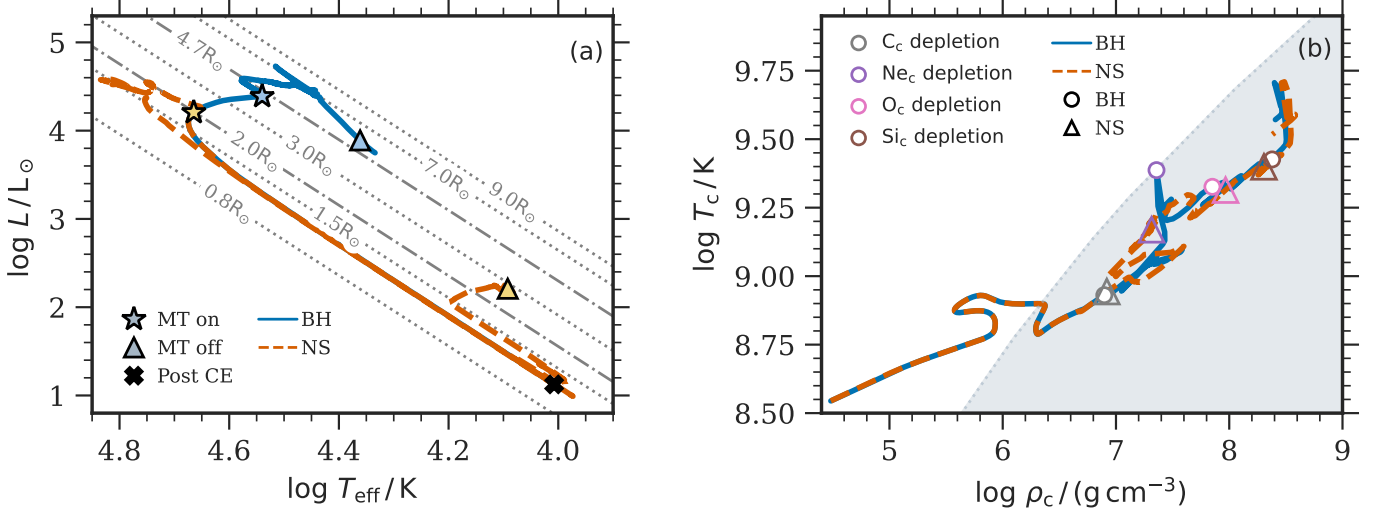 (a)
4.7R⊙
2.0R⊙
3.0R⊙
7.0R⊙
9.0R⊙
0.8R⊙
1.5R⊙
MT on
MT off
Post CE
BH
NS
5
4
3
2
1
log L / L⊙
4.8
4.6
4.4
4.2
4.0
log Teff / K
(b)
Cc depletion
Nec depletion
Oc depletion
Sic depletion
BH
NS
BH
NS
9.75
9.50
9.25
9.00
8.75
8.50
log Tc / K
5
6
7
8
9
log ρc / (g cm⁻³)